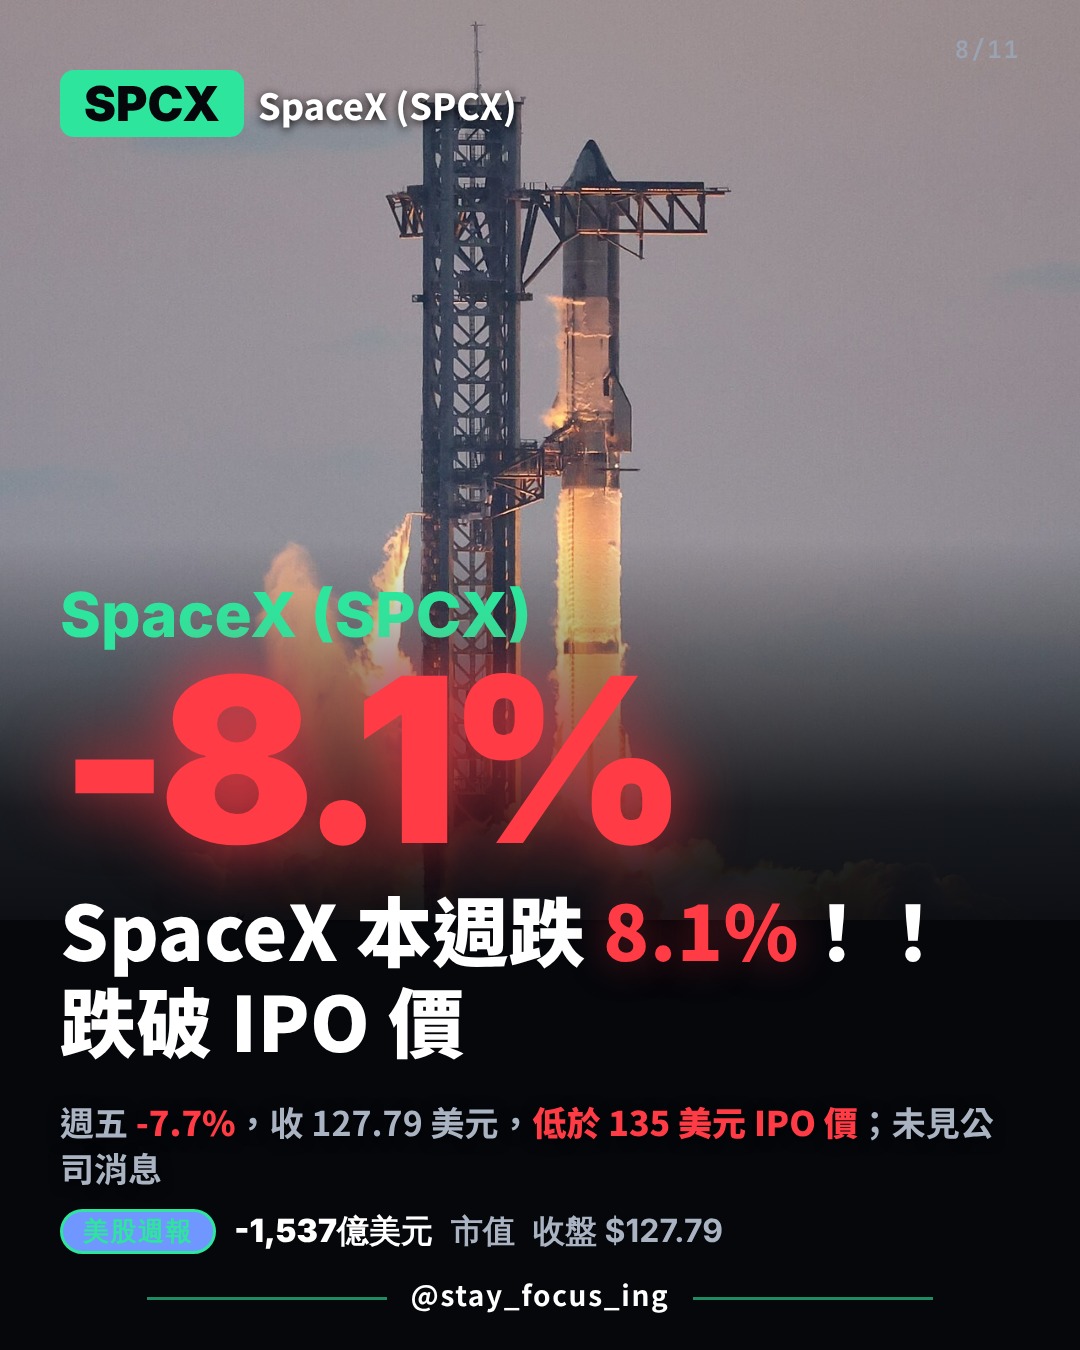 8/11
SPCX SpaceX (SPCX)
SpaceX (SPCX)
-8.1%
SpaceX 本週跌 8.1%！！
跌破 IPO 價
週五 -7.7%，收 127.79 美元，低於 135 美元 IPO 價；未見公
司消息
美股週報 -1,537億美元 市值 收盤 $127.79
@stay_focus_ing